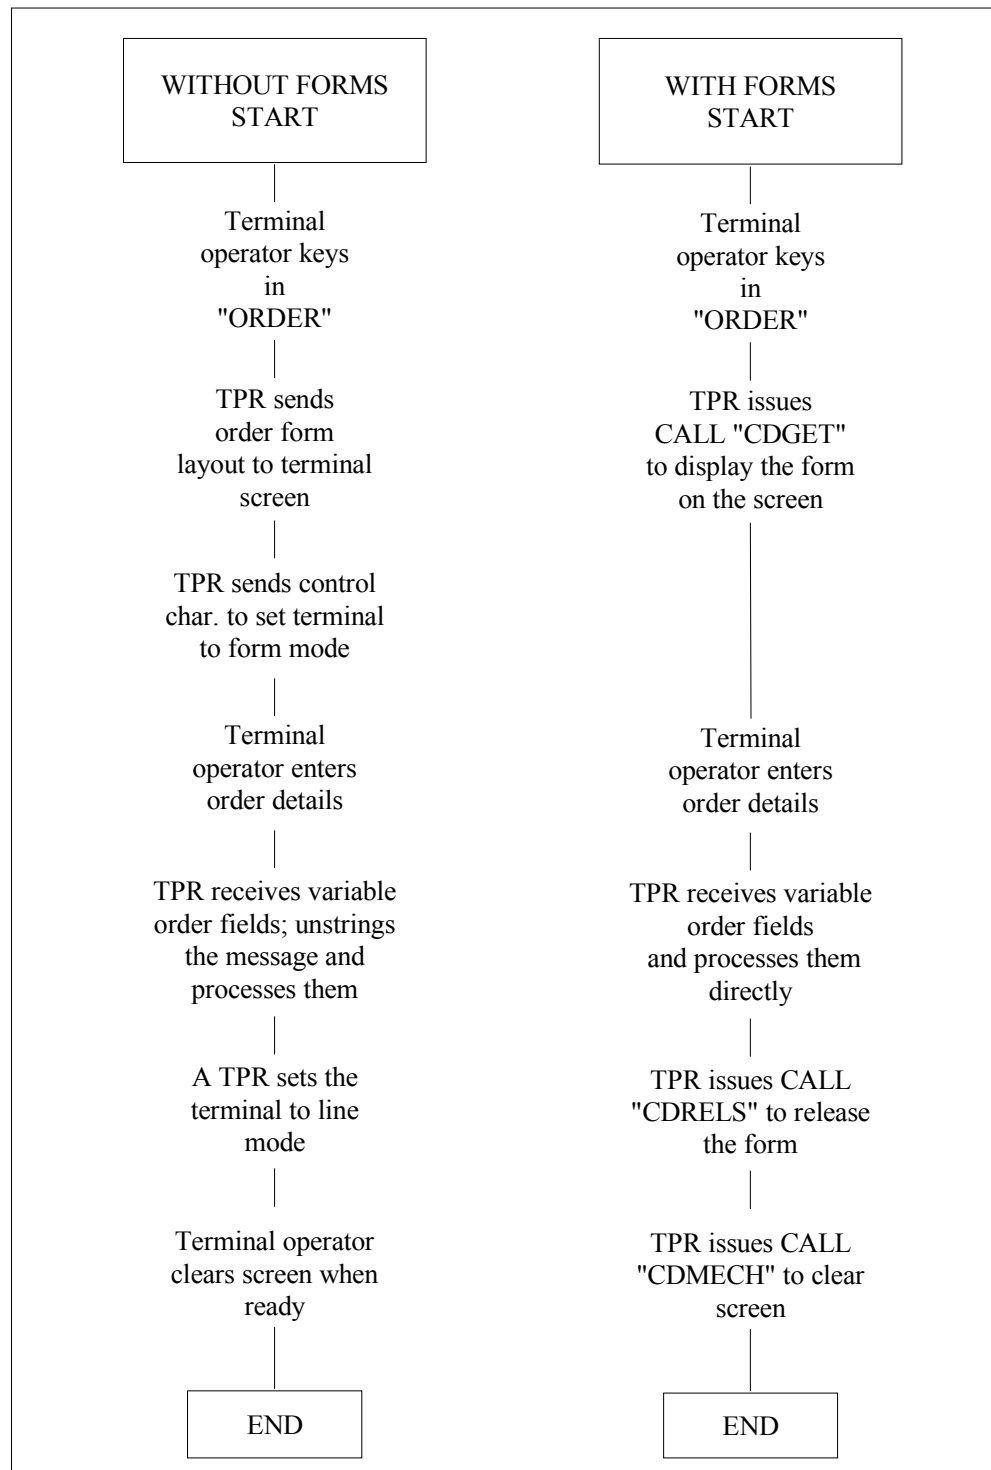 WITHOUT FORMS
START
Terminal
operator keys
in
"ORDER"
TPR sends
order form
layout to terminal
screen
TPR sends control
char. to set terminal
to form mode
Terminal
operator enters
order details
TPR receives variable
order fields; unstrings
the message and
processes them
A TPR sets the
terminal to line
mode
Terminal operator
clears screen when
ready
END
WITH FORMS
START
Terminal
operator keys
in
"ORDER"
TPR issues
CALL "CDGET"
to display the form
on the screen
Terminal
operator enters
order details
TPR receives variable
order fields
and processes them
directly
TPR issues CALL
"CDRELS" to release
the form
TPR issues CALL
"CDMECH" to clear
screen
END